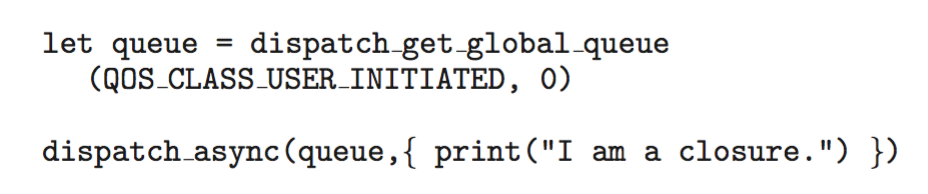 let queue = dispatch_get_global_queue
(QOS_CLASS_USER_INITIATED, 0)
dispatch_async(queue,{ print("I am a closure.") })